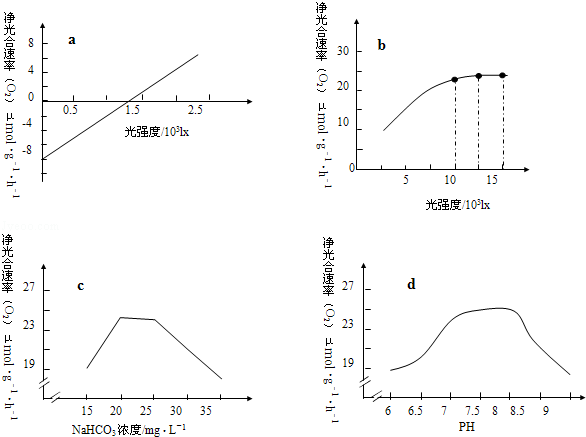 a
净光合速率（O₂）μmol·g⁻¹·h⁻¹
8
4
0
-4
-8
0.5 1.5 2.5
光强度/10³lx
b
净光合速率（O₂）μmol·g⁻¹·h⁻¹
30
20
10
0
5 10 15
光强度/10³lx
c
净光合速率（O₂）μmol·g⁻¹·h⁻¹
27
23
19
15 20 25 30 35
NaHCO₃浓度/mg·L⁻¹
d
净光合速率（O₂）μmol·g⁻¹·h⁻¹
27
23
19
6 6.5 7 7.5 8 8.5 9
PH